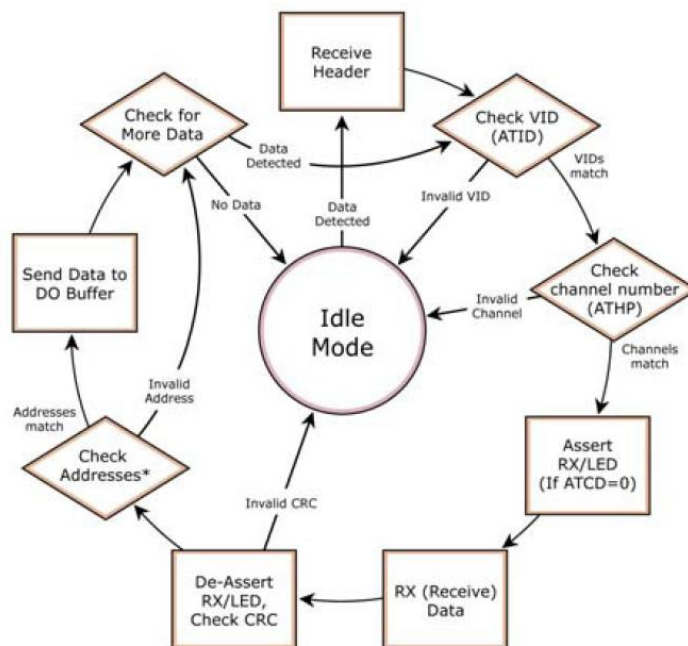 Receive
Header
Check for
More Data
Check VID
(ATID)
Data
Detected
VIDs
match
Invalid VID
No Data
Data
Detected
Send Data to
DO Buffer
Check
channel number
(ATHP)
Idle
Mode
Invalid
Channel
Channels
match
Invalid
Address
Addresses
match
Assert
RX/LED
(If ATCD=0)
Check
Addresses*
Invalid CRC
De-Assert
RX/LED,
Check CRC
RX (Receive)
Data